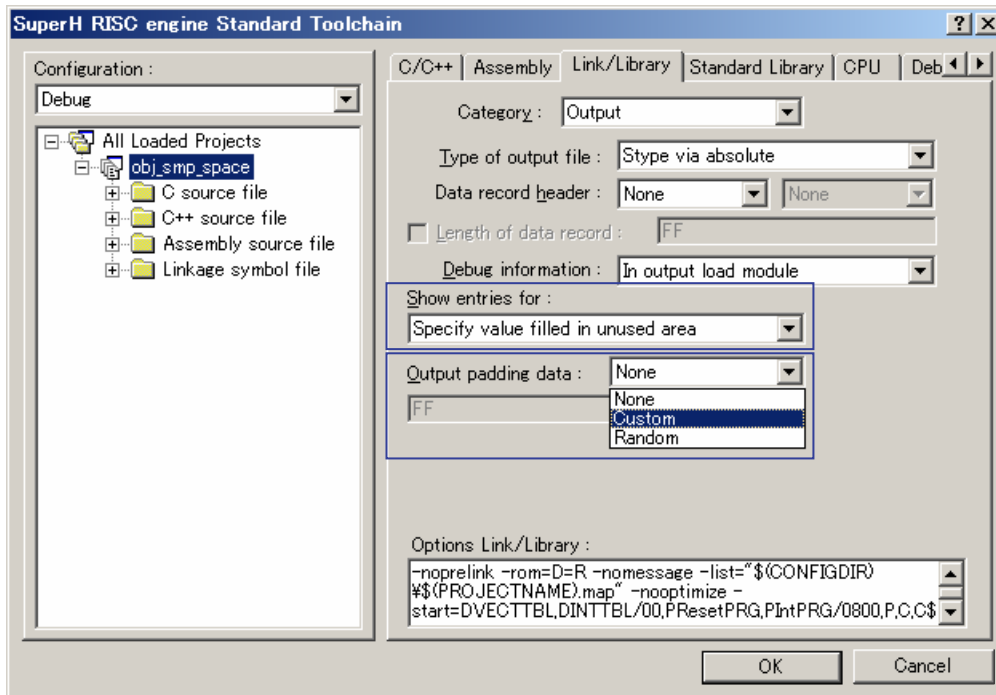 SuperH RISC engine Standard Toolchain
Configuration :
Debug
All Loaded Projects
obj_smp_space
C source file
C++ source file
Assembly source file
Linkage symbol file
C/C++ Assembly Link/Library Standard Library CPU Deb
Category : Output
Type of output file : Stype via absolute
Data record header : None None
Length of data record : FF
Debug information : In output load module
Show entries for :
Specify value filled in unused area
Output padding data : None
FF
None
Custom
Random
Options Link/Library :
-noprelink -rom=D=R -nomessage -list="$(CONFIGDIR)
¥$(PROJECTNAME).map" -nooptimize -
start=DVECTTBL,DINTTBL/00,PResetPRG,PIntPRG/0800,P,C,C$
OK Cancel